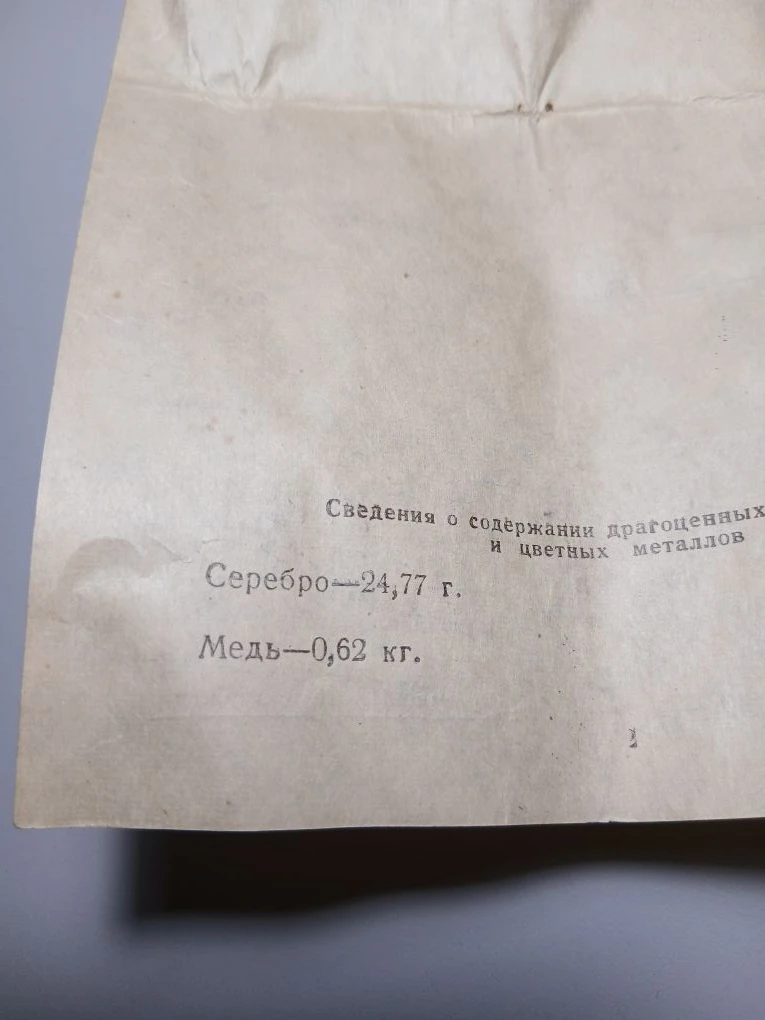 Сведения о содержании драгоценных
и цветных металлов
Серебро—24,77 г.
Медь—0,62 кг.